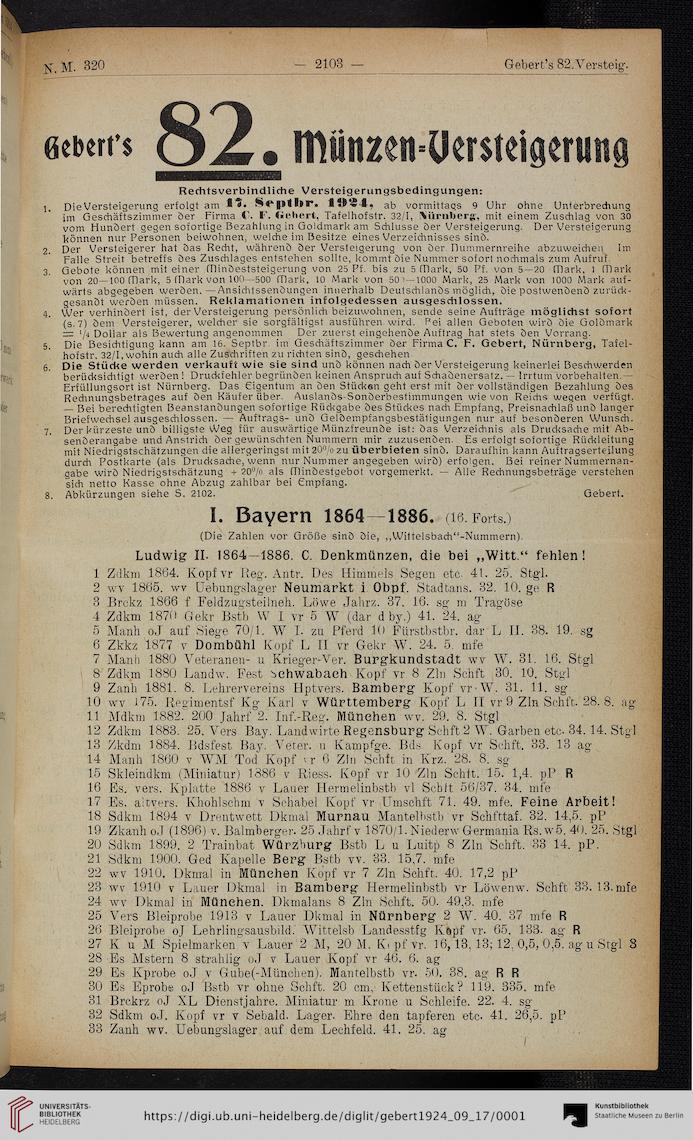 N. M. 320 — 2103 — Gebert's 82. Versteig.
Gebert's 82. Münzen-Versteigerung
Rechtsverbindliche Versteigerungsbedingungen:
1. Die Versteigerung erfolgt am 17. Septbr. 1924, ab vormittags 9 Uhr ohne Unterbrechung
im Geschäftszimmer der Firma C. F. Gebert, Tafelhofstr. 32/I, Nürnberg, mit einem Zuschlag von 30
vom Hundert gegen sofortige Bezahlung in Goldmark am Schlusse der Versteigerung. Der Versteigerung
können nur Personen beiwohnen, welche im Besitze eines Verzeichnisses sind.
2. Der Versteigerer hat das Recht, während der Versteigerung von der Nummernreihe abzuweichen Im
Falle Streit betreffs des Zuschlages entstehen sollte, kommt die Nummer sofort nochmals zum Aufruf.
3. Gebote können mit einer Mindeststeigerung von 25 Pf. bis zu 5 Mark, 50 Pf. von 5—20 Mark, 1 Mark
von 20—100 Mark, 5 Mark von 100—500 Mark, 10 Mark von 500—1000 Mark, 25 Mark von 1000 Mark auf-
wärts abgegeben werden. — Ansichtssendungen innerhalb Deutschlands möglich, die postwendend zurück-
gesandt werden müssen. Reklamationen infolgedessen ausgeschlossen.
4. Wer verhindert ist, der Versteigerung persönlich beizuwohnen, sende seine Aufträge möglichst sofort
(s. 7) dem Versteigerer, welcher sie sorgfältigst ausführen wird. Bei allen Geboten wird die Goldmark
= ¹/₄ Dollar als Bewertung angenommen Der zuerst eingehende Auftrag hat stets den Vorrang.
5. Die Besichtigung kann am 16. Septbr. im Geschäftszimmer der Firma C. F. Gebert, Nürnberg, Tafel-
hofstr. 32/I, wohin auch alle Zuschriften zu richten sind, geschehen
6. Die Stücke werden verkauft wie sie sind und können nach der Versteigerung keinerlei Beschwerden
berücksichtigt werden! Druckfehler begründen keinen Anspruch auf Schadenersatz. — Irrtum vorbehalten. —
Erfüllungsort ist Nürnberg. Das Eigentum an den Stücken geht erst mit der vollständigen Bezahlung des
Rechnungsbetrages auf den Käufer über. Auslands-Sonderbestimmungen wie von Reichs wegen verfügt.
— Bei berechtigten Beanstandungen sofortige Rückgabe des Stückes nach Empfang, Preisnachlaß und langer
Briefwechsel ausgeschlossen. — Auftrags- und Geldempfangsbestätigungen nur auf besonderen Wunsch.
7. Der kürzeste und billigste Weg für auswärtige Münzfreunde ist: das Verzeichnis als Drucksache mit Ab-
senderangabe und Anstrich der gewünschten Nummern mir zuzusenden. Es erfolgt sofortige Rückleitung
mit Niedrigstschätzungen die allergeringst mit 20% zu überbieten sind. Daraufhin kann Auftragserteilung
durch Postkarte (als Drucksache, wenn nur Nummer angegeben wird) erfolgen. Bei reiner Nummernan-
gabe wird Niedrigstschätzung + 20% als Mindestgebot vorgemerkt. — Alle Rechnungsbeträge verstehen
sich netto Kasse ohne Abzug zahlbar bei Empfang.
8. Abkürzungen siehe S. 2102. Gebert.
I. Bayern 1864—1886. (16. Forts.)
(Die Zahlen vor Größe sind die „Wittelsbach"-Nummern).
Ludwig II. 1864—1886. C. Denkmünzen, die bei „Witt." fehlen!
1 Zdkm 1864. Kopf vr Reg. Antr. Des Himmels Segen etc. 41. 25. Stgl.
2 wv 1865. wv Uebungslager Neumarkt i Obpf. Stadtans. 32. 10. ge R
3 Brckz 1866 f Feldzugsteilneh. Löwe Jahrz. 37. 16. sg m Tragöse
4 Zdkm 1870 Gekr Bstb W I vr 5 W (dar d by.) 41. 24. ag
5 Manh oJ auf Siege 70/1. W I. zu Pferd 10 Fürstbstbr. dar L II. 38. 19. sg
6 Zkkz 1877 v Dombühl Kopf L II vr Gekr W. 24. 5. mfe
7 Manh 1880 Veteranen- u Krieger-Ver. Burgkundstadt wv W. 31. 16. Stgl
8 Zdkm 1880 Landw. Fest Schwabach Kopf vr 8 Zln Schft 30. 10. Stgl
9 Zanh 1881. 8. Lehrervereins Hptvers. Bamberg Kopf vr W. 31. 11. sg
10 wv 175. Regimentsf Kg Karl v Württemberg Kopf L II vr 9 Zln Schft. 28. 8. ag
11 Mdkm 1882. 200 Jahrf 2. Inf.-Reg. München wv. 29. 8. Stgl
12 Zdkm 1883. 25. Vers Bay. Landwirte Regensburg Schft 2 W. Garben etc. 34. 14. Stgl
13 Zkdm 1884. Bdsfest Bay. Veter. u Kampfge. Bds Kopf vr Schft. 33. 13 ag
14 Manh 1860 v WM Tod Kopf vr 6 Zln Schft in Krz. 28. 8. sg
15 Skleindkm (Miniatur) 1886 v Riess. Kopf vr 10 Zln Schft. 15. 1,4. pP R
16 Es. vers. Kplatte 1886 v Lauer Hermelinbstb vl Schft 56/37. 34. mfe
17 Es. altvers. Khohlschm v Schabel Kopf vr Umschft 71. 49. mfe. Feine Arbeit!
18 Sdkm 1894 v Drentwett Dkmal Murnau Mantelbstb vr Schfttaf. 32. 14,5. pP
19 Zkanh oJ (1896) v. Balmberger. 25 Jahrf v 1870/1. Niederw Germania Rs. w 5. 40. 25. Stgl
20 Sdkm 1899. 2 Trainbat Würzburg Bstb L u Luitp 8 Zln Schft. 33 14. pP.
21 Sdkm 1900. Ged Kapelle Berg Bstb vv. 33. 15,7. mfe
22 wv 1910. Dkmal in München Kopf vr 7 Zln Schft. 40. 17,2 pP
23 wv 1910 v Lauer Dkmal in Bamberg Hermelinbstb vr Löwenw. Schft 33. 13. mfe
24 wv Dkmal in München. Dkmalans 8 Zln Schft. 50. 49,3. mfe
25 Vers Bleiprobe 1913 v Lauer Dkmal in Nürnberg 2 W. 40. 37 mfe R
26 Bleiprobe oJ Lehrlingsausbild. Wittelsb Landesstfg Kopf vr. 65. 133. ag R
27 K u M Spielmarken v Lauer 2 M, 20 M. Kopf vr. 16, 13, 13; 12. 0,5, 0,5. ag u Stgl 3
28 Es Mstern 8 strahlig oJ v Lauer Kopf vr 46. 6. ag
29 Es Kprobe oJ v Gube(-München). Mantelbstb vr. 50. 38. ag R R
30 Es Eprobe oJ Bstb vr ohne Schft. 20 cm, Kettenstück? 119. 335. mfe
31 Brckrz oJ XL Dienstjahre. Miniatur m Krone u Schleife. 22. 4. sg
32 Sdkm oJ. Kopf vr v Sebald. Lager. Ehre den tapferen etc. 41. 26,5. pP
33 Zanh wv. Uebungslager auf dem Lechfeld. 41. 25. ag
UNIVERSITÄTS-
BIBLIOTHEK
HEIDELBERG
https://digi.ub.uni-heidelberg.de/diglit/gebert1924_09_17/0001
Kunstbibliothek
Staatliche Museen zu Berlin